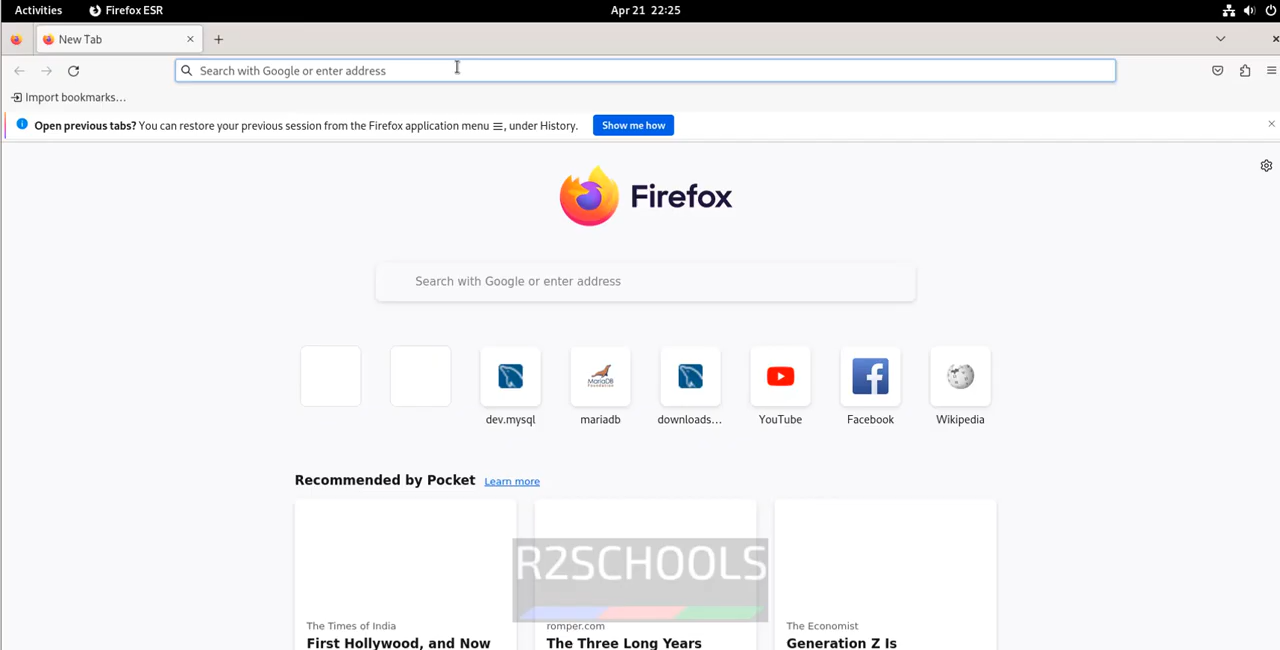 Activities Firefox ESR Apr 21 22:25
New Tab
Search with Google or enter address
Import bookmarks...
Open previous tabs? You can restore your previous session from the Firefox application menu ☰, under History. Show me how
Firefox
Search with Google or enter address
MariaDB
dev.mysql mariadb downloads... YouTube Facebook Wikipedia
Recommended by Pocket Learn more
R2SCHOOLS
The Times of India romper.com The Economist
First Hollywood, and Now The Three Long Years Generation Z Is